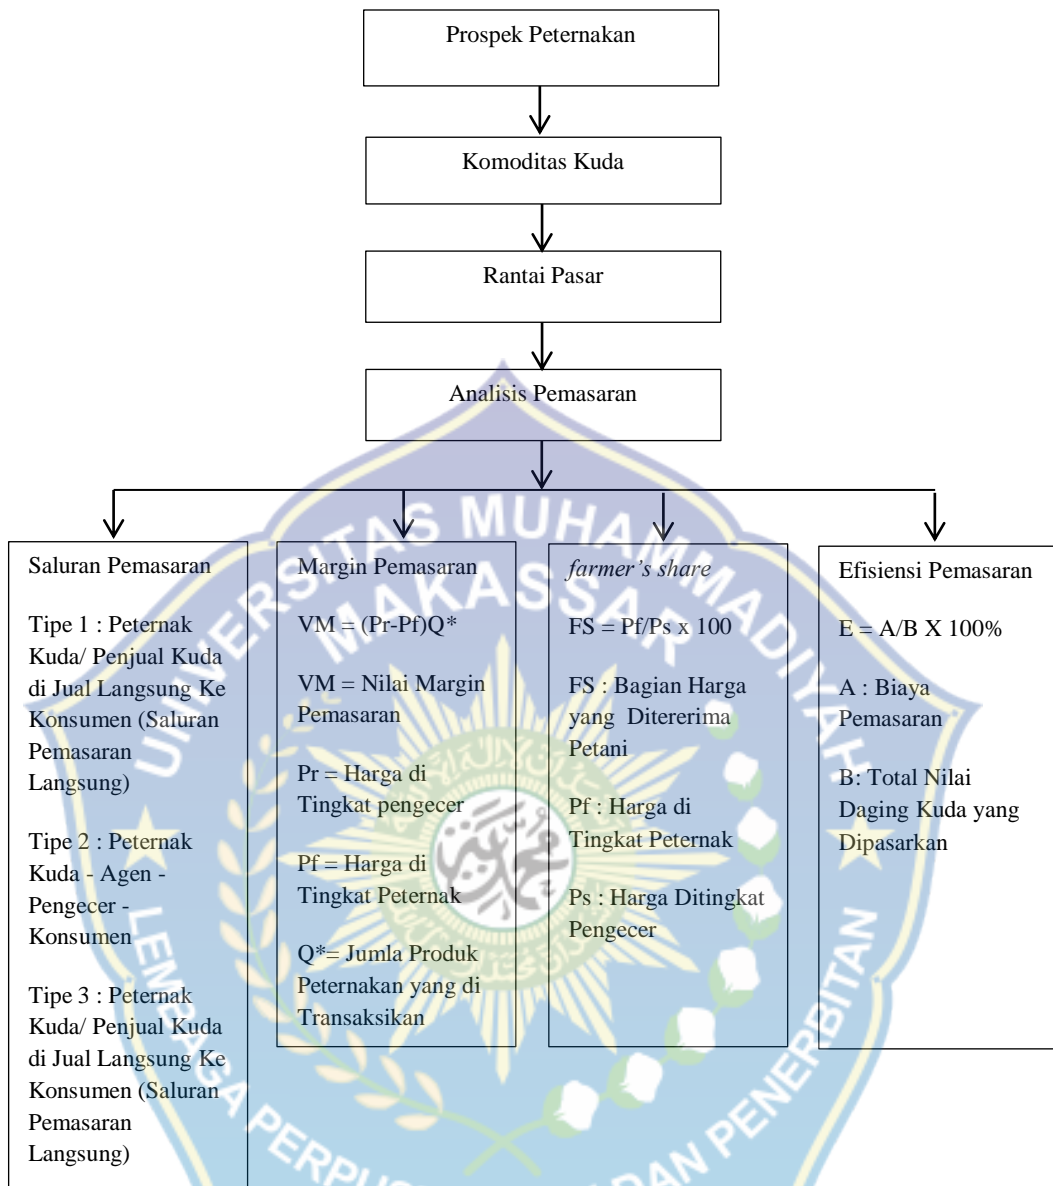 Prospek Peternakan
Komoditas Kuda
Rantai Pasar
Analisis Pemasaran
Saluran Pemasaran
Tipe 1 : Peternak
Kuda/ Penjual Kuda
di Jual Langsung Ke
Konsumen (Saluran
Pemasaran
Langsung)
Tipe 2 : Peternak
Kuda - Agen -
Pengecer -
Konsumen
Tipe 3 : Peternak
Kuda/ Penjual Kuda
di Jual Langsung Ke
Konsumen (Saluran
Pemasaran
Langsung)
Margin Pemasaran
VM = (Pr-Pf)Q*
VM = Nilai Margin
Pemasaran
Pr = Harga di
Tingkat pengecer
Pf = Harga di
Tingkat Peternak
Q*= Jumla Produk
Peternakan yang di
Transaksikan
farmer’s share
FS = Pf/Ps x 100
FS : Bagian Harga
yang Ditererima
Petani
Pf : Harga di
Tingkat Peternak
Ps : Harga Ditingkat
Pengecer
Efisiensi Pemasaran
E = A/B X 100%
A : Biaya
Pemasaran
B: Total Nilai
Daging Kuda yang
Dipasarkan
UNIVERSITAS MUHAMMADIYAH
MAKASSAR
LEMBAGA DAN PENERBITAN